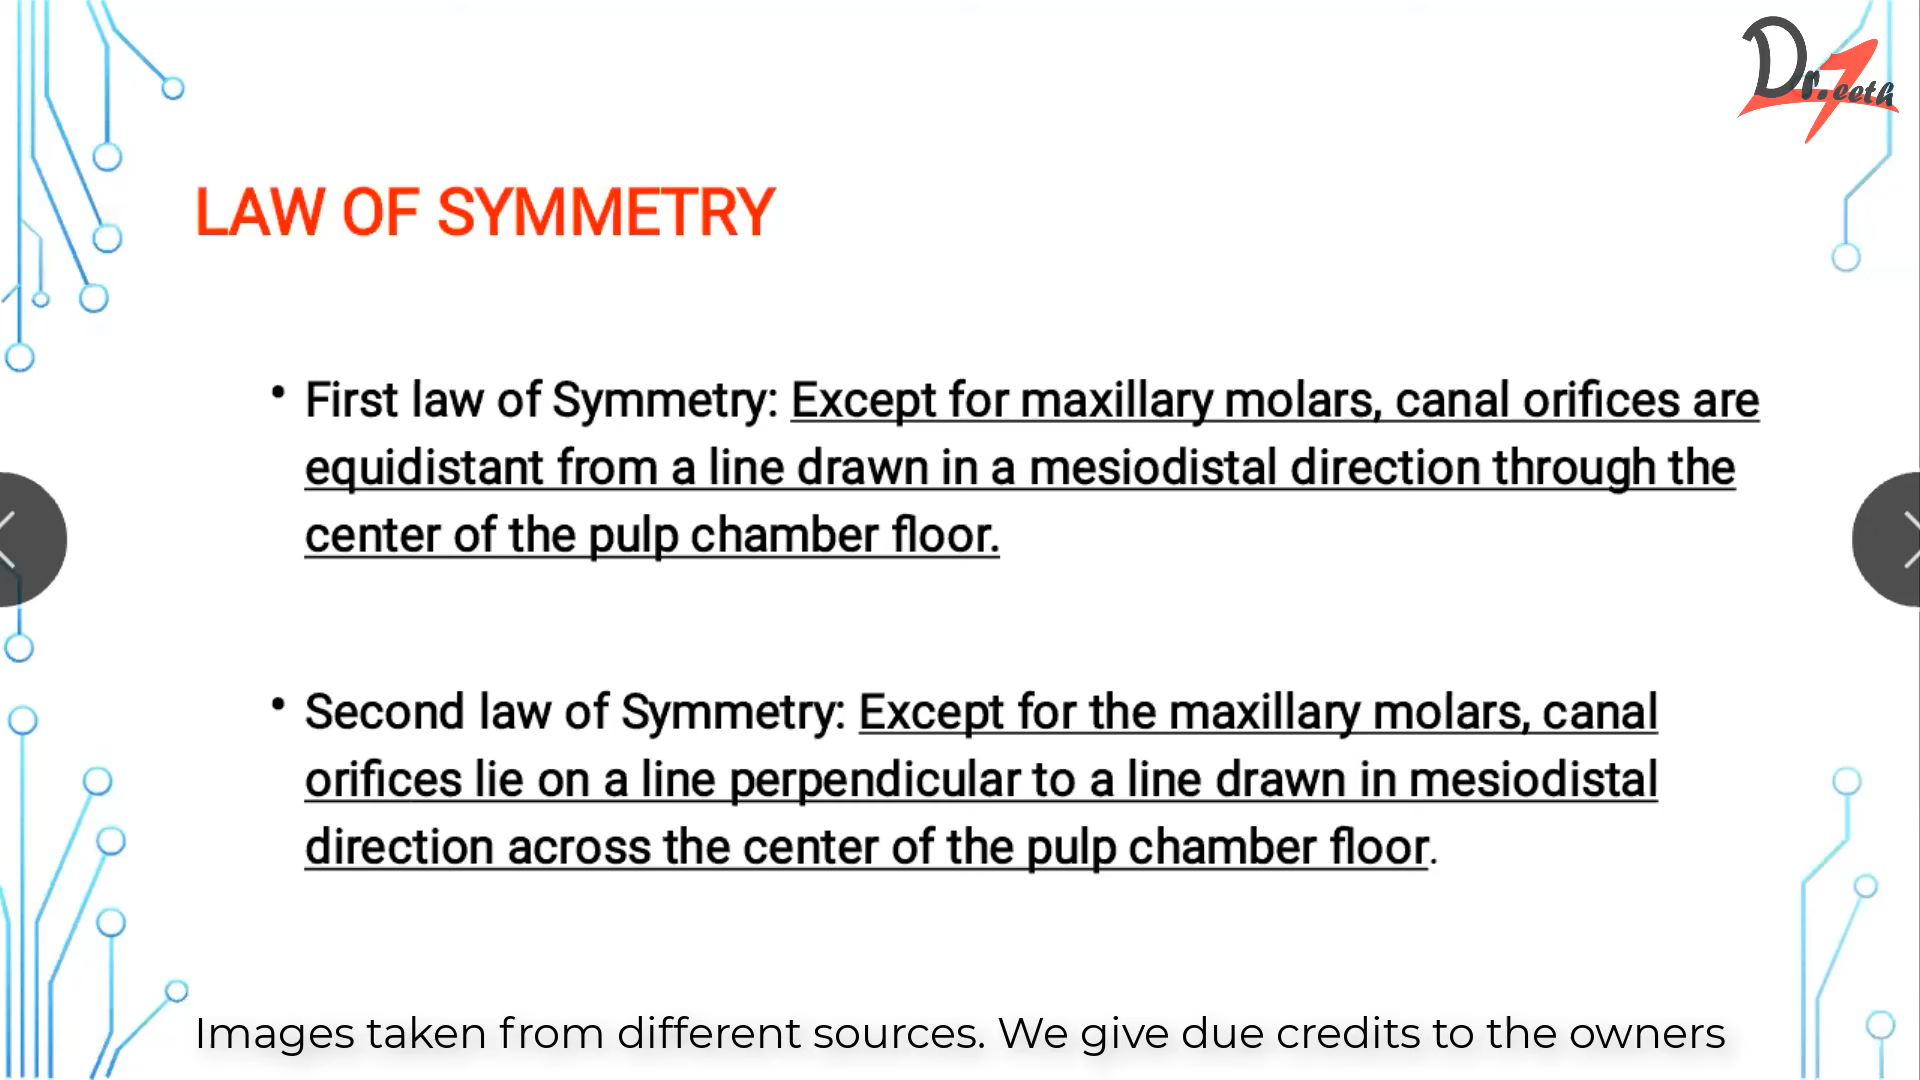 Dr. Teeth
LAW OF SYMMETRY
• First law of Symmetry: Except for maxillary molars, canal orifices are
equidistant from a line drawn in a mesiodistal direction through the
center of the pulp chamber floor.
• Second law of Symmetry: Except for the maxillary molars, canal
orifices lie on a line perpendicular to a line drawn in mesiodistal
direction across the center of the pulp chamber floor.
Images taken from different sources. We give due credits to the owners